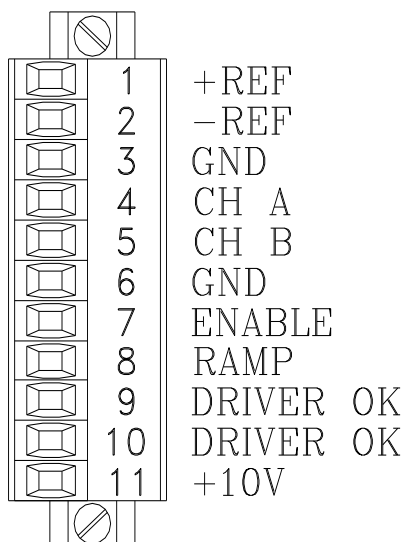 1 +REF
2 -REF
3 GND
4 CH A
5 CH B
6 GND
7 ENABLE
8 RAMP
9 DRIVER OK
10 DRIVER OK
11 +10V